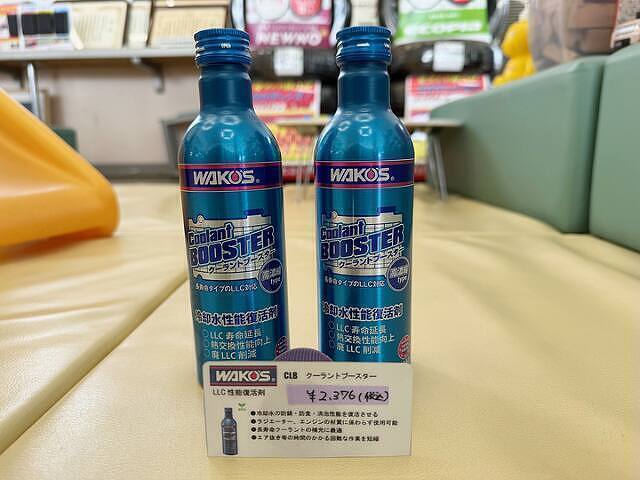 WAKO'S
Coolant
BOOSTER
クーラントブースター
長寿命タイプのLLC対応
冷却水性能復活剤
LLC 寿命延長
熱交換性能向上
廃 LLC 削減
WAKO'S
Coolant
BOOSTER
クーラントブースター
type
長寿命タイプのLLC対応
冷却水性能復活剤
LLC 寿命延長
熱交換性能向上
廃 LLC 削減
WAKO'S CLB クーラントブースター
LLC 性能復活剤
¥2,376(税込)
●冷却水の防錆・防食・消泡性能を復活させる
●ラジエーター、エンジンの材質に係わらず使用可能
●長寿命クーラントの補充に最適
●エア抜き等の時間のかかる困難な作業を短縮